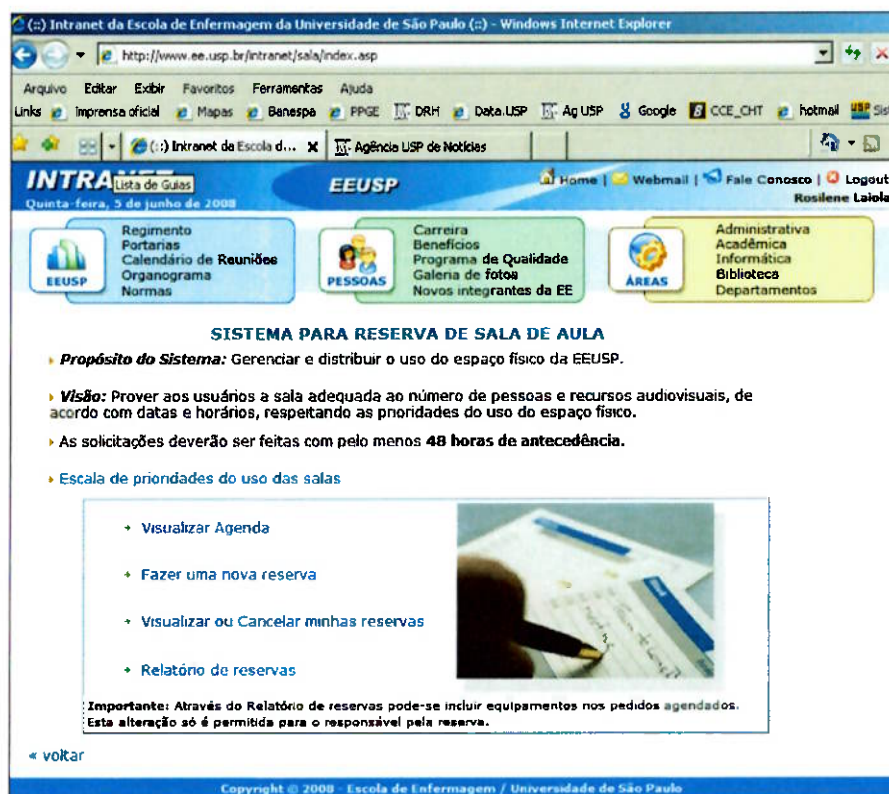 (::) Intranet da Escola de Enfermagem da Universidade de São Paulo (::) - Windows Internet Explorer
http://www.ee.usp.br/intranet/sala/index.asp
Arquivo Editar Exibir Favoritos Ferramentas Ajuda
Links imprensa oficial Mapas Banespa PPGE DRH Data.USP Ag USP Google CCE_CHT hotmail Sis
(::) Intranet da Escola d... Agência USP de Notícias
INTRA Lista de Guias EEUSP Home | Webmail | Fale Conosco | Logout
Quinta-feira, 5 de junho de 2008 Rosilene Laiola
EEUSP
Regimento
Portarias
Calendário de Reuniões
Organograma
Normas
PESSOAS
Carreira
Benefícios
Programa de Qualidade
Galeria de fotos
Novos integrantes da EE
ÁREAS
Administrativa
Acadêmica
Informática
Biblioteca
Departamentos
SISTEMA PARA RESERVA DE SALA DE AULA
Propósito do Sistema: Gerenciar e distribuir o uso do espaço físico da EEUSP.
Visão: Prover aos usuários a sala adequada ao número de pessoas e recursos audiovisuais, de
acordo com datas e horários, respeitando as prioridades do uso do espaço físico.
As solicitações deverão ser feitas com pelo menos 48 horas de antecedência.
Escala de prioridades do uso das salas
Visualizar Agenda
Fazer uma nova reserva
Visualizar ou Cancelar minhas reservas
Relatório de reservas
Importante: Através do Relatório de reservas pode-se incluir equipamentos nos pedidos agendados.
Esta alteração só é permitida para o responsável pela reserva.
« voltar
Copyright © 2008 - Escola de Enfermagem / Universidade de São Paulo